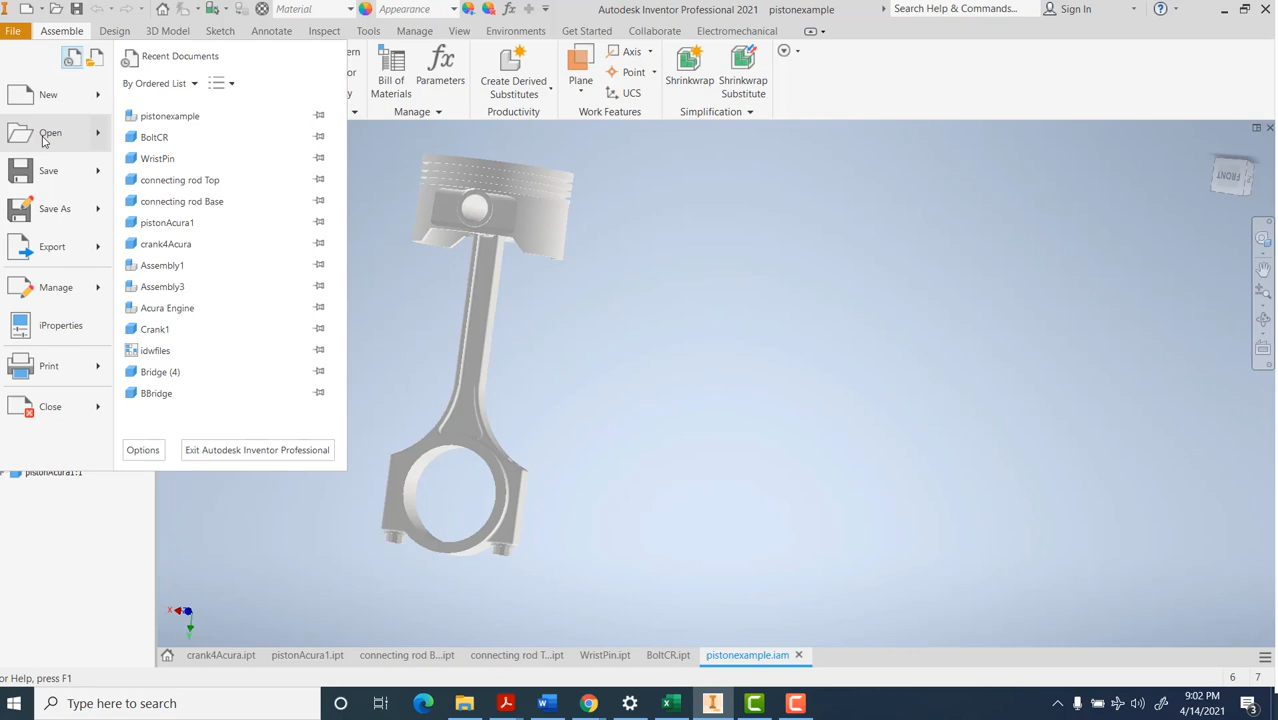 Material
Appearance
Autodesk Inventor Professional 2021 pistonexample
Search Help & Commands...
Sign In
File
Assemble
Design
3D Model
Sketch
Annotate
Inspect
Tools
Manage
View
Environments
Get Started
Collaborate
Electromechanical
Recent Documents
By Ordered List
New
Open
Save
Save As
Export
Manage
iProperties
Print
Close
pistonexample
BoltCR
WristPin
connecting rod Top
connecting rod Base
pistonAcura1
crank4Acura
Assembly1
Assembly3
Acura Engine
Crank1
idwfiles
Bridge (4)
BBridge
Options
Exit Autodesk Inventor Professional
Bill of
Materials
Parameters
Manage
Create Derived
Substitutes
Productivity
Plane
Axis
Point
UCS
Work Features
Shrinkwrap
Shrinkwrap
Substitute
Simplification
FRONT
pistonAcura1:1
X
crank4Acura.ipt
pistonAcura1.ipt
connecting rod B...ipt
connecting rod T...ipt
WristPin.ipt
BoltCR.ipt
pistonexample.iam
or Help, press F1
6 7
Type here to search
9:02 PM
4/14/2021
3